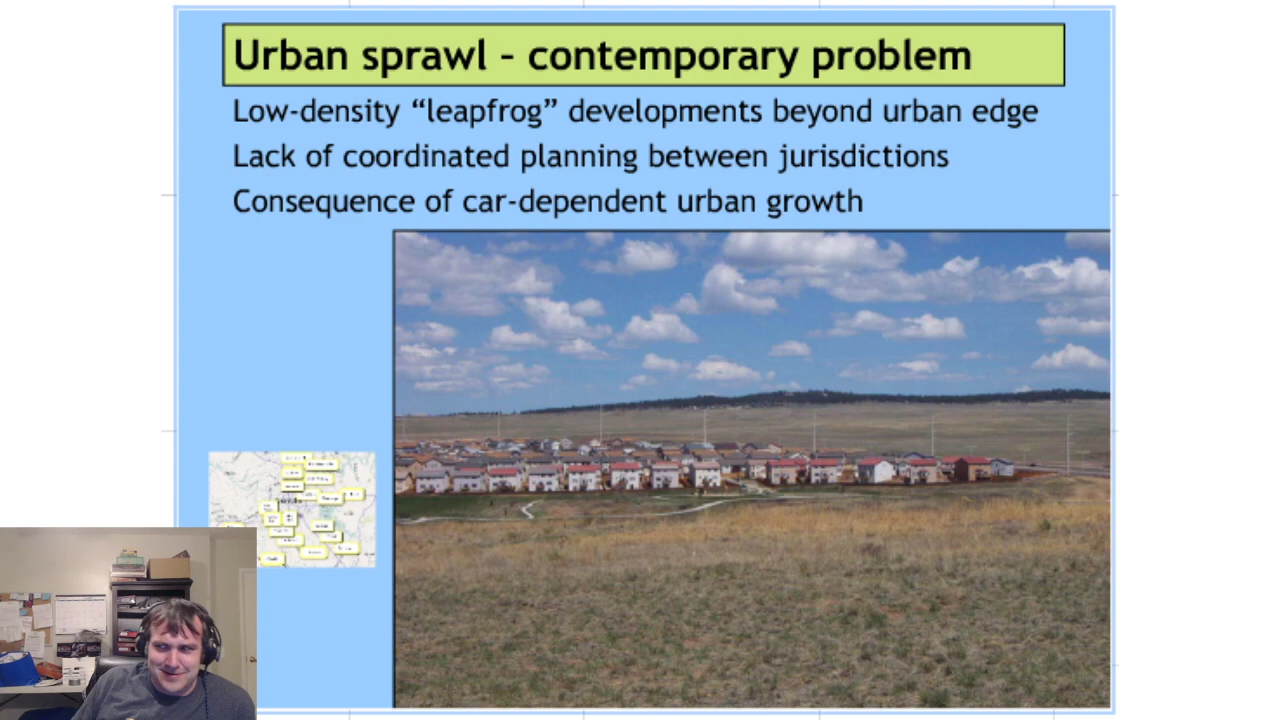 Urban sprawl – contemporary problem
Low-density “leapfrog” developments beyond urban edge
Lack of coordinated planning between jurisdictions
Consequence of car-dependent urban growth